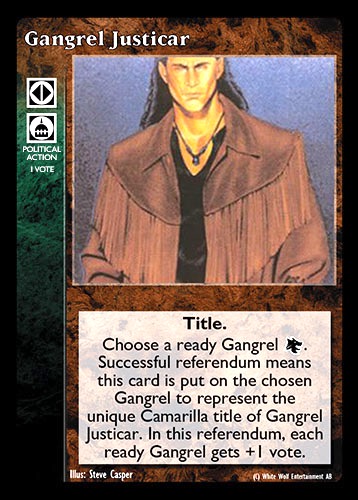 Gangrel Justicar
POLITICAL
ACTION
1 VOTE
Title.
Choose a ready Gangrel .
Successful referendum means
this card is put on the chosen
Gangrel to represent the
unique Camarilla title of Gangrel
Justicar. In this referendum, each
ready Gangrel gets +1 vote.
Illus: Steve Casper
(C) White Wolf Entertainment AB